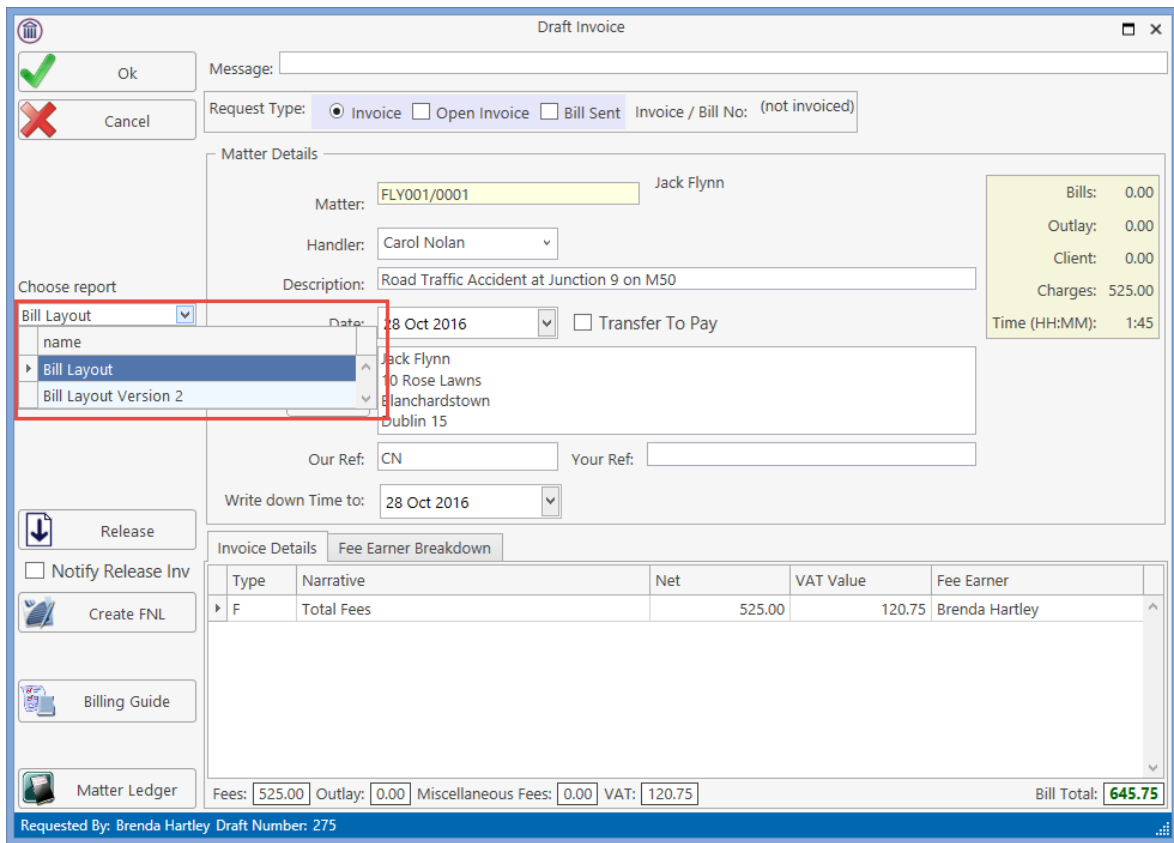 Draft Invoice
Ok
Cancel
Message:
Request Type: Invoice Open Invoice Bill Sent Invoice / Bill No: (not invoiced)
Matter Details
Matter: FLY001/0001 Jack Flynn
Handler: Carol Nolan
Description: Road Traffic Accident at Junction 9 on M50
Date: 28 Oct 2016 Transfer To Pay
Jack Flynn
10 Rose Lawns
Blanchardstown
Dublin 15
Our Ref: CN Your Ref:
Write down Time to: 28 Oct 2016
Bills: 0.00
Outlay: 0.00
Client: 0.00
Charges: 525.00
Time (HH:MM): 1:45
Choose report
Bill Layout
name
Bill Layout
Bill Layout Version 2
Release
Notify Release Inv
Create FNL
Billing Guide
Matter Ledger
Invoice Details Fee Earner Breakdown
Type Narrative Net VAT Value Fee Earner
F Total Fees 525.00 120.75 Brenda Hartley
Fees: 525.00 Outlay: 0.00 Miscellaneous Fees: 0.00 VAT: 120.75 Bill Total: 645.75
Requested By: Brenda Hartley Draft Number: 275